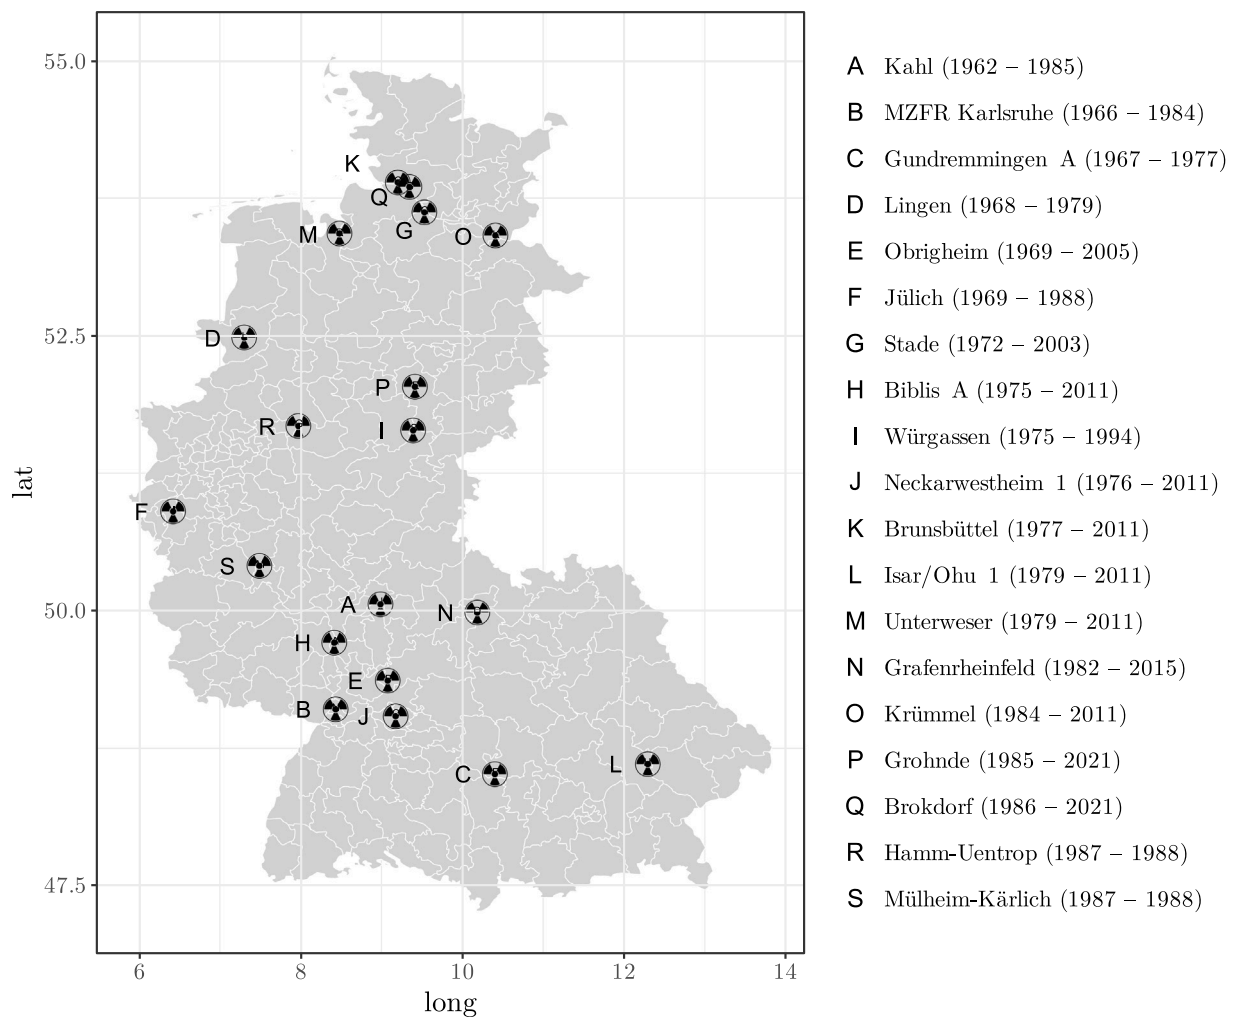 55.0
52.5
50.0
47.5
lat
6 8 10 12 14
long
K
Q
G
M
O
D
P
R
I
F
S
A
N
H
E
B
J
C
L
A Kahl (1962 – 1985)
B MZFR Karlsruhe (1966 – 1984)
C Gundremmingen A (1967 – 1977)
D Lingen (1968 – 1979)
E Obrigheim (1969 – 2005)
F Jülich (1969 – 1988)
G Stade (1972 – 2003)
H Biblis A (1975 – 2011)
I Würgassen (1975 – 1994)
J Neckarwestheim 1 (1976 – 2011)
K Brunsbüttel (1977 – 2011)
L Isar/Ohu 1 (1979 – 2011)
M Unterweser (1979 – 2011)
N Grafenrheinfeld (1982 – 2015)
O Krümmel (1984 – 2011)
P Grohnde (1985 – 2021)
Q Brokdorf (1986 – 2021)
R Hamm-Uentrop (1987 – 1988)
S Mülheim-Kärlich (1987 – 1988)